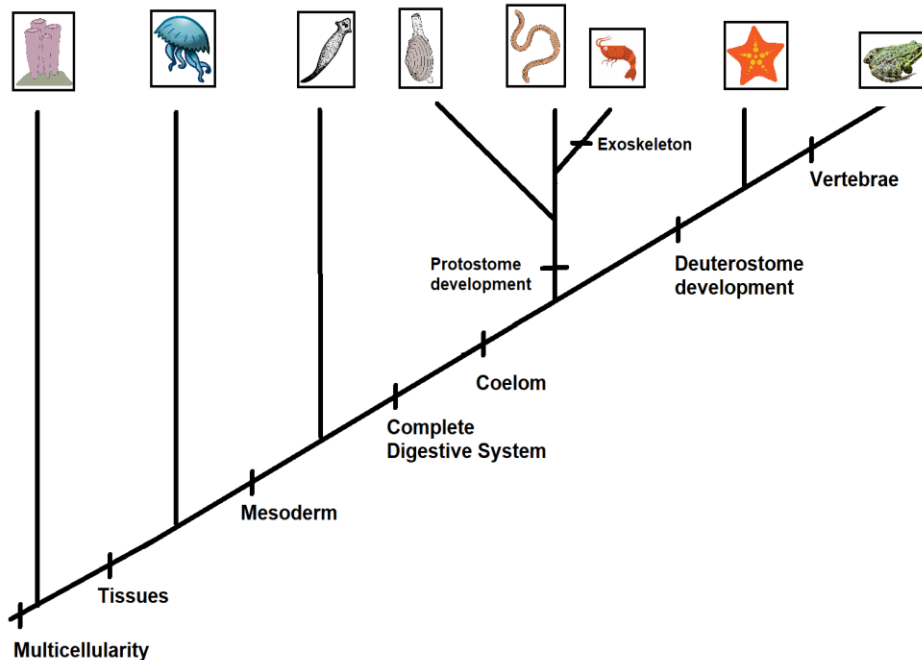 Exoskeleton
Vertebrae
Protostome
development
Deuterostome
development
Coelom
Complete
Digestive System
Mesoderm
Tissues
Multicellularity